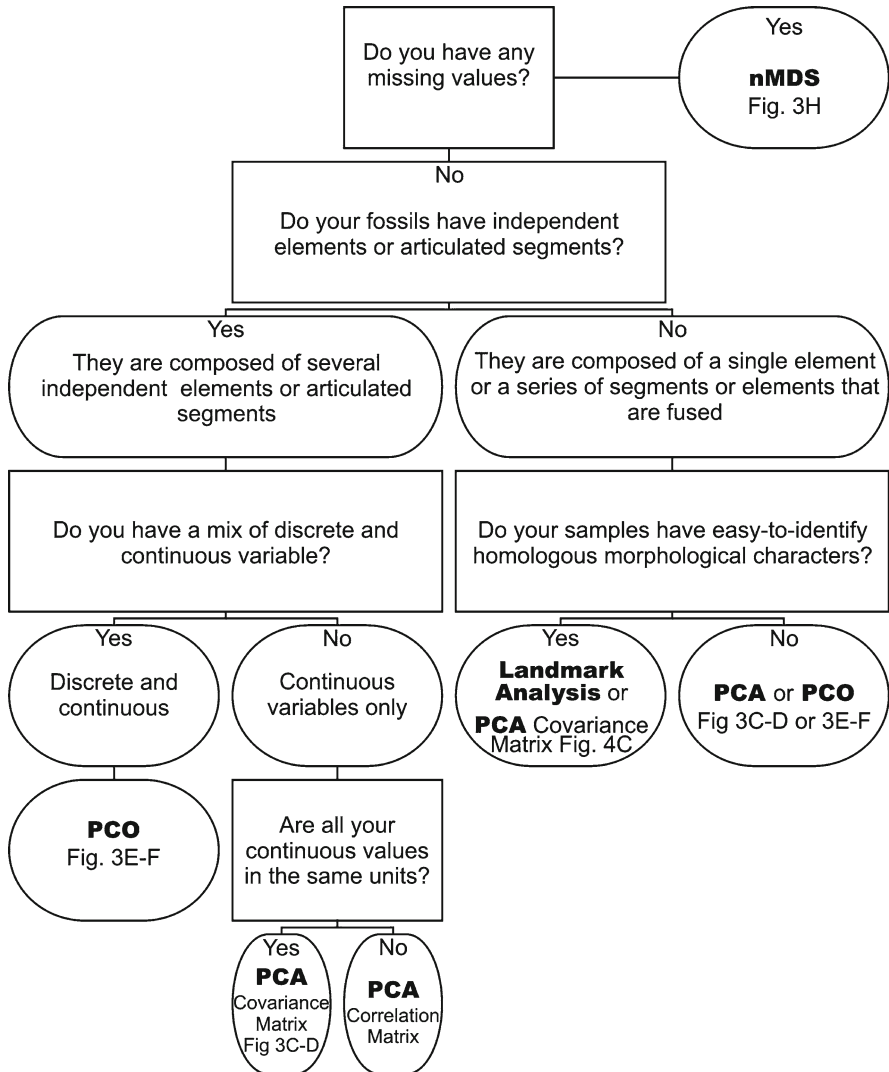 Do you have any
missing values?
Yes
nMDS
Fig. 3H
No
Do your fossils have independent
elements or articulated segments?
Yes
They are composed of several
independent elements or articulated
segments
No
They are composed of a single element
or a series of segments or elements that
are fused
Do you have a mix of discrete and
continuous variable?
Do your samples have easy-to-identify
homologous morphological characters?
Yes
Discrete and
continuous
No
Continuous
variables only
Yes
Landmark
Analysis or
PCA Covariance
Matrix Fig. 4C
No
PCA or PCO
Fig 3C-D or 3E-F
PCO
Fig. 3E-F
Are all your
continuous values
in the same units?
Yes
PCA
Covariance
Matrix
Fig 3C-D
No
PCA
Correlation
Matrix